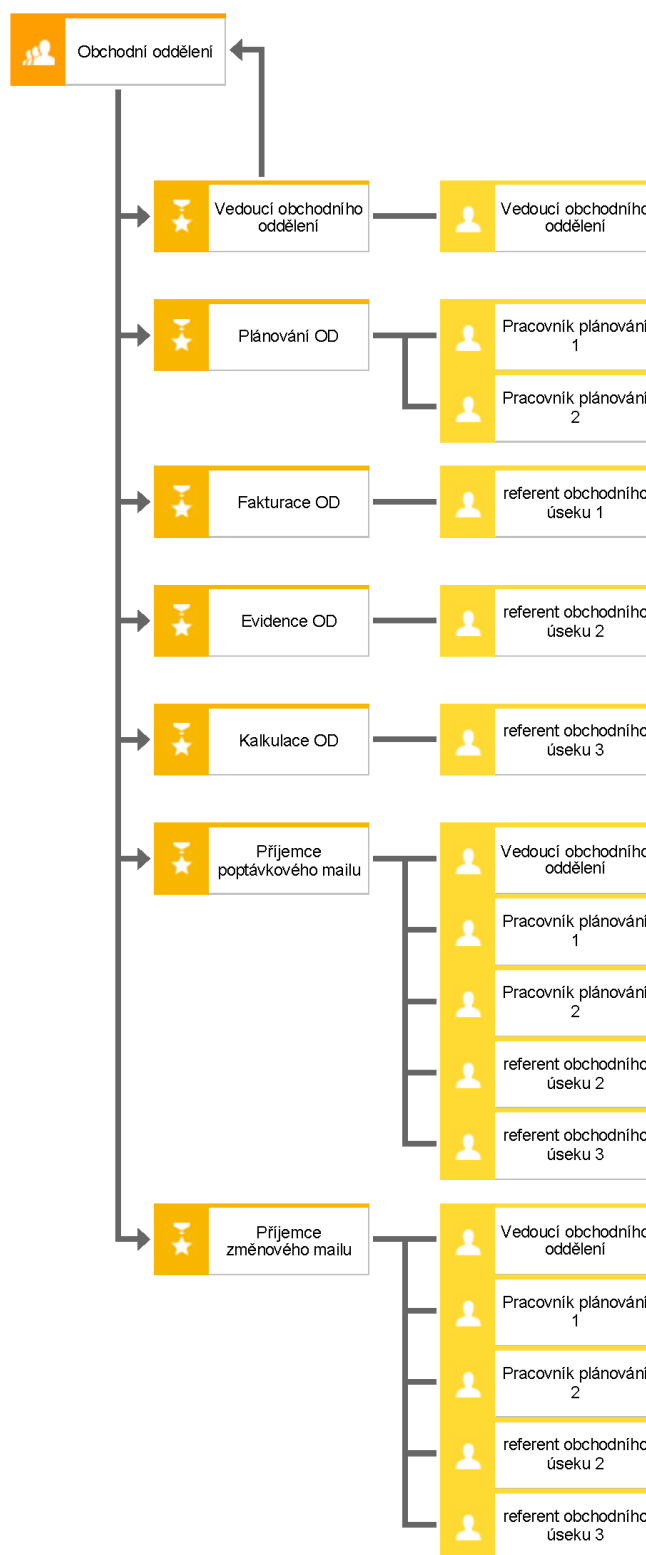 Obchodní oddělení
Vedoucí obchodního
oddělení
Vedoucí obchodního
oddělení
Plánování OD
Pracovník plánování
1
Pracovník plánování
2
Fakturace OD
referent obchodního
úseku 1
Evidence OD
referent obchodního
úseku 2
Kalkulace OD
referent obchodního
úseku 3
Příjemce
poptávkového mailu
Vedoucí obchodního
oddělení
Pracovník plánování
1
Pracovník plánování
2
referent obchodního
úseku 2
referent obchodního
úseku 3
Příjemce
změnového mailu
Vedoucí obchodního
oddělení
Pracovník plánování
1
Pracovník plánování
2
referent obchodního
úseku 2
referent obchodního
úseku 3